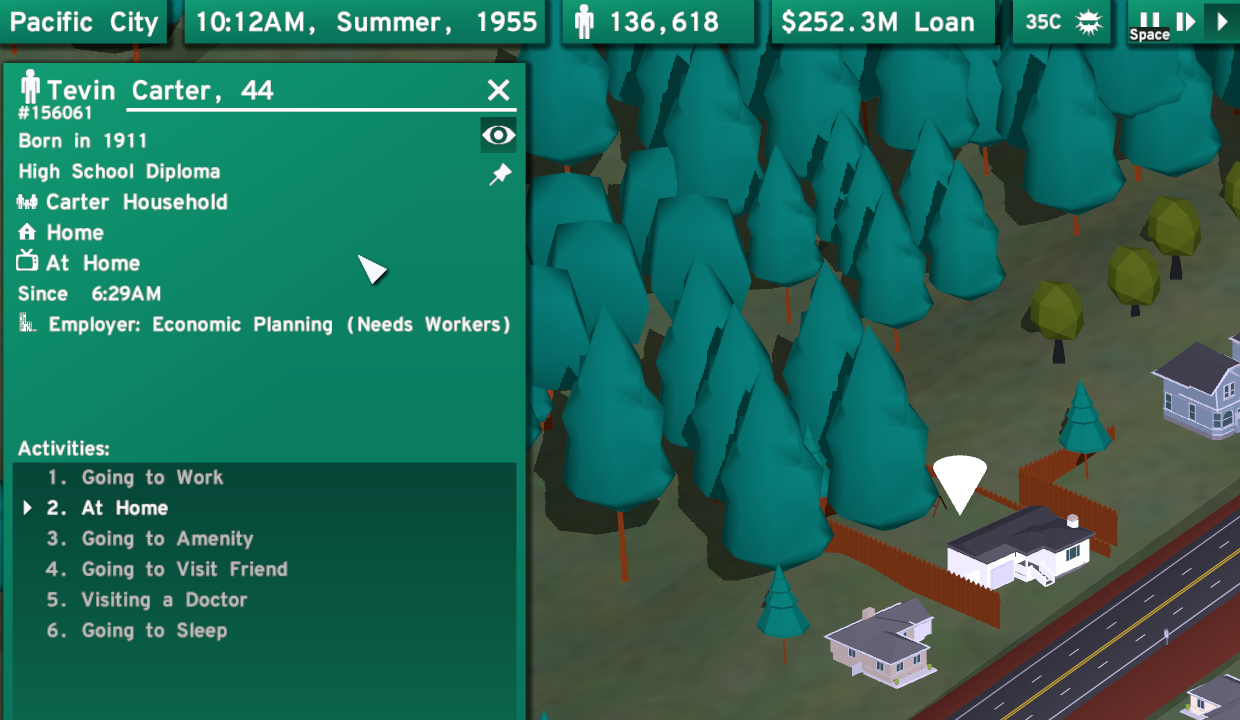 Pacific City
10:12AM, Summer, 1955
136,618
$252.3M Loan
35C
Space
Tevin Carter, 44
#156061
Born in 1911
High School Diploma
Carter Household
Home
At Home
Since 6:29AM
Employer: Economic Planning (Needs Workers)
Activities:
1. Going to Work
2. At Home
3. Going to Amenity
4. Going to Visit Friend
5. Visiting a Doctor
6. Going to Sleep